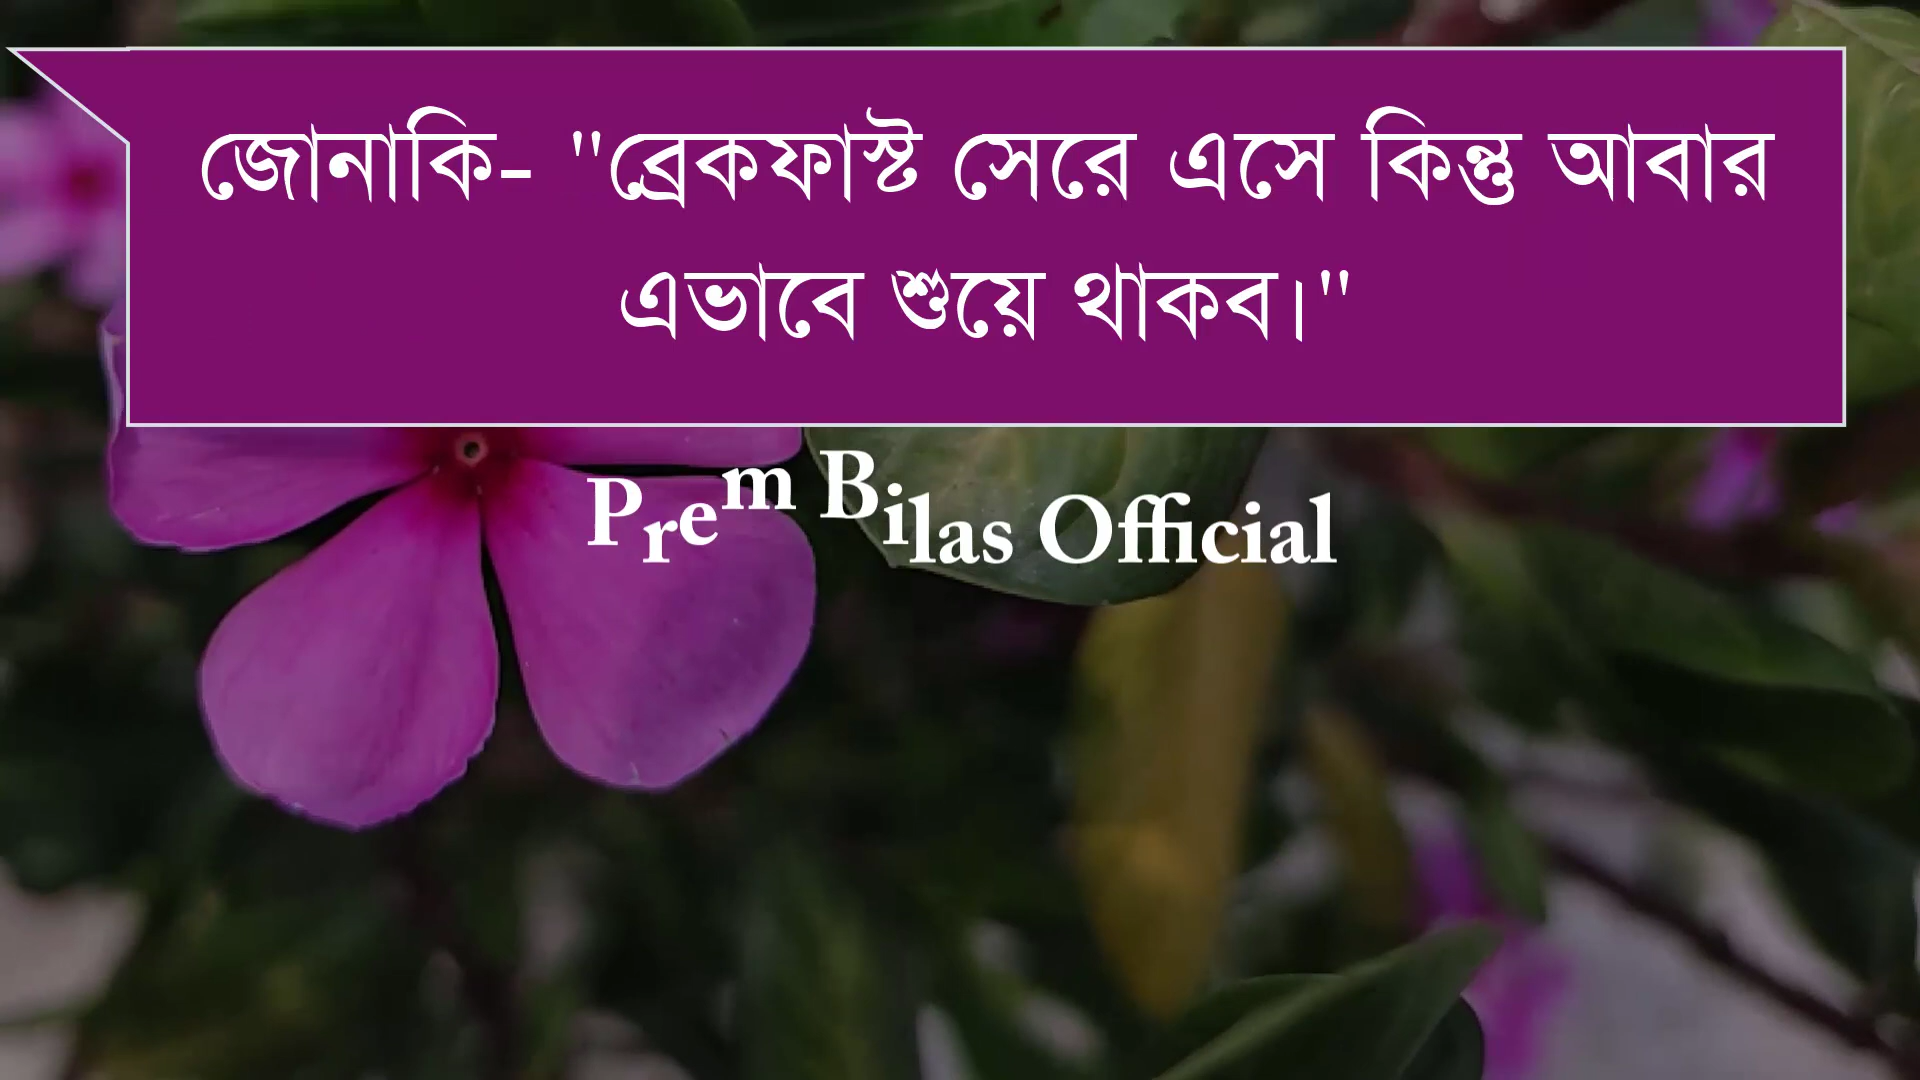 জোনাকি- "ব্রেকফাস্ট সেরে এসে কিন্তু আবার
এভাবে শুয়ে থাকব।"
Prem Bilas Official